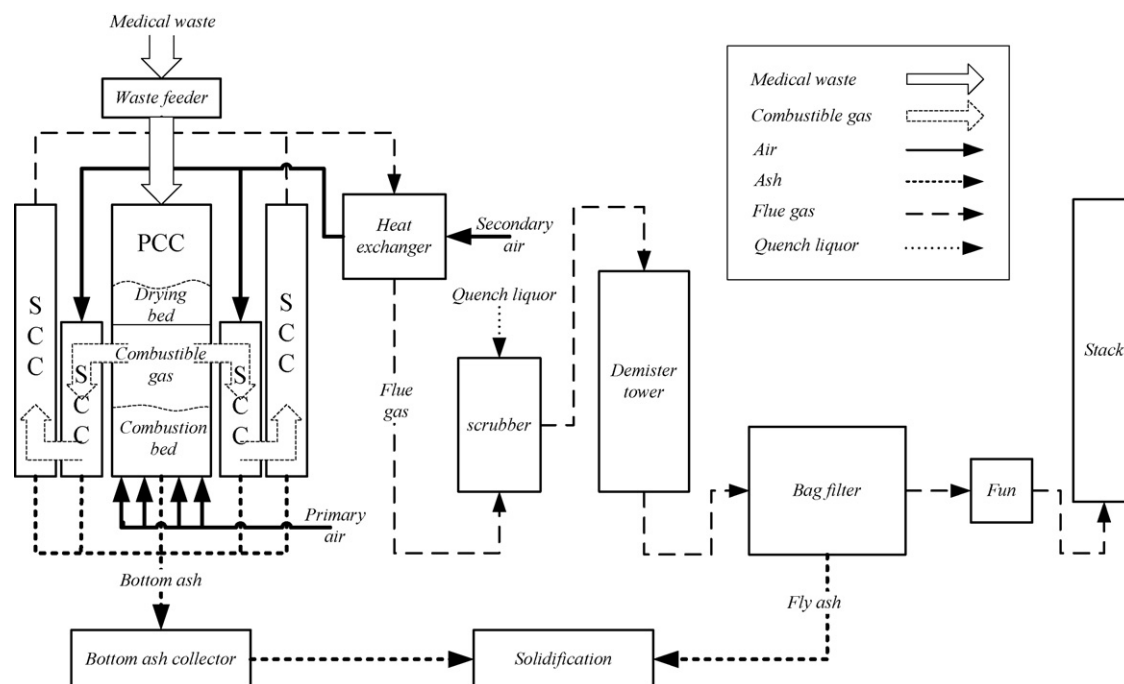 Medical waste
Waste feeder
PCC
Drying
bed
Combustible
gas
Combustion
bed
S
C
C
S
C
C
S
C
C
S
C
C
Heat
exchanger
Secondary
air
Primary
air
Flue
gas
Quench liquor
scrubber
Demister
tower
Bag filter
Fun
Stack
Bottom ash
Fly ash
Bottom ash collector
Solidification
Medical waste
Combustible gas
Air
Ash
Flue gas
Quench liquor